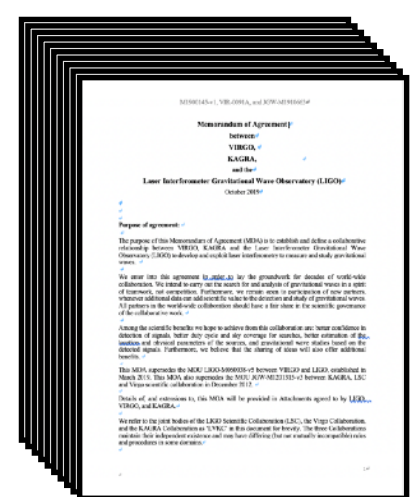 Memorandum of Agreement
between
VIRGO,
KAGRA,
and the
Laser Interferometer Gravitational Wave Observatory (LIGO)
October 2019
Purpose of agreement:
The purpose of this Memorandum of Agreement (MOA) is to establish and define a collaborative
relationship between VIRGO, KAGRA and the Laser Interferometer Gravitational Wave
Observatory (LIGO) to develop and exploit laser interferometry to measure and study gravitational
waves.
We enter into this agreement in order to lay the groundwork for decades of world-wide
collaboration. We intend to carry out the search for and analysis of gravitational waves in a spirit
of teamwork, not competition. Furthermore, we remain open to participation of new partners,
whenever additional data can add scientific value to the detection and study of gravitational waves.
All partners in the world-wide collaboration should have a fair share in the scientific governance
of the collaborative work.
Among the scientific benefits we hope to achieve from this collaboration are: better confidence in
detection of signals, better duty cycle and sky coverage for searches, better estimation of the
location and physical parameters of the sources, and gravitational wave studies based on the
detected signals. Furthermore, we believe that the sharing of ideas will also offer additional
benefits.
This MOA, supersedes the MOU between VIRGO and LIGO, established in
March 2019. This MOA also supersedes the MOU between KAGRA, LSC
and Virgo scientific collaboration in December 2012.
Details of, and extensions to, this MOA will be provided in Attachments agreed to by LIGO,
VIRGO, and KAGRA.
We refer to the joint bodies of the LIGO Scientific Collaboration (LSC), the Virgo Collaboration,
and the KAGRA Collaboration as "LVKC" in this document for brevity. The three Collaborations
maintain their independent existence and may have differing (but not mutually incompatible) rules
and procedures in some domains.